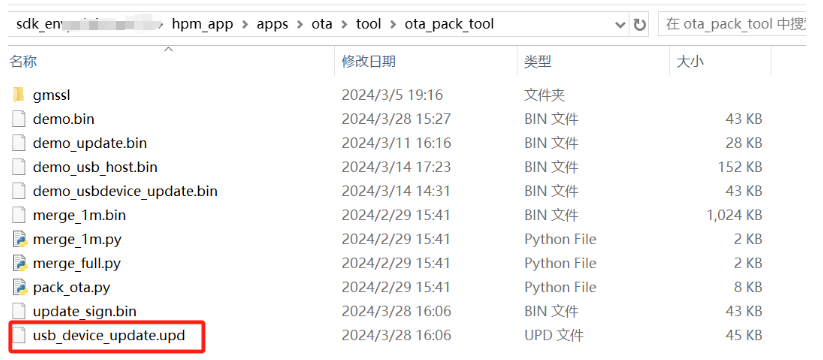 sdk_env > hpm_app > apps > ota > tool > ota_pack_tool 在 ota_pack_tool 中搜
名称 修改日期 类型 大小
gmssl 2024/3/5 19:16 文件夹
demo.bin 2024/3/28 15:27 BIN 文件 43 KB
demo_update.bin 2024/3/11 16:16 BIN 文件 28 KB
demo_usb_host.bin 2024/3/14 17:23 BIN 文件 152 KB
demo_usbdevice_update.bin 2024/3/14 14:31 BIN 文件 43 KB
merge_1m.bin 2024/2/29 15:41 BIN 文件 1,024 KB
merge_1m.py 2024/2/29 15:41 Python File 2 KB
merge_full.py 2024/2/29 15:41 Python File 2 KB
pack_ota.py 2024/2/29 15:41 Python File 8 KB
update_sign.bin 2024/3/28 16:06 BIN 文件 43 KB
usb_device_update.upd 2024/3/28 16:06 UPD 文件 45 KB